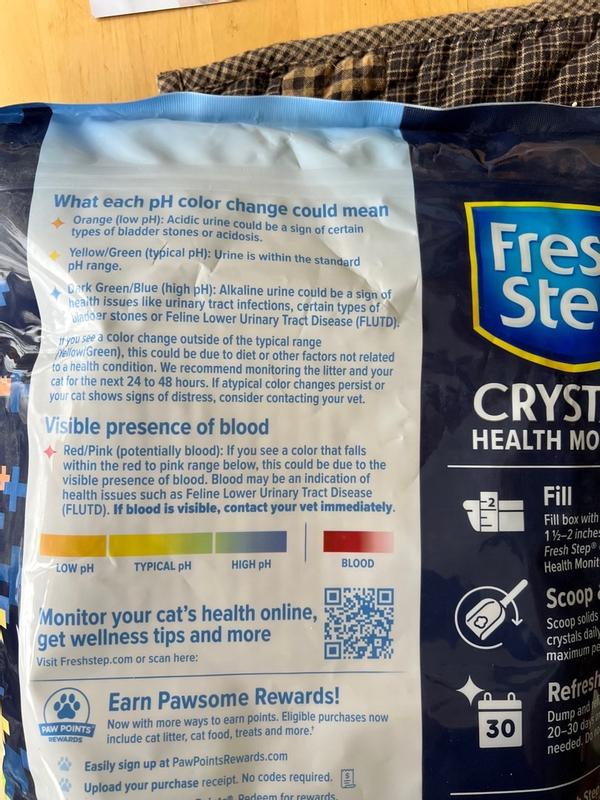 What each pH color change could mean
Orange (low pH): Acidic urine could be a sign of certain
types of bladder stones or acidosis.
Yellow/Green (typical pH): Urine is within the standard
pH range.
Dark Green/Blue (high pH): Alkaline urine could be a sign of
health issues like urinary tract infections, certain types of
bladder stones or Feline Lower Urinary Tract Disease (FLUTD).
If you see a color change outside of the typical range
(Yellow/Green), this could be due to diet or other factors not related
to a health condition. We recommend monitoring the litter and your
cat for the next 24 to 48 hours. If atypical color changes persist or
your cat shows signs of distress, consider contacting your vet.
Visible presence of blood
Red/Pink (potentially blood): If you see a color that falls
within the red to pink range below, this could be due to the
visible presence of blood. Blood may be an indication of
health issues such as Feline Lower Urinary Tract Disease
(FLUTD). If blood is visible, contact your vet immediately.
LOW pH TYPICAL pH HIGH pH BLOOD
Monitor your cat's health online,
get wellness tips and more
Visit Freshstep.com or scan here:
PAW POINTS
REWARDS
Earn Pawsome Rewards!
Now with more ways to earn points. Eligible purchases now
include cat litter, cat food, treats and more.†
Easily sign up at PawPointsRewards.com
Upload your purchase receipt. No codes required.
Redeem for rewards.
Fres
Ste
CRYST
HEALTH MO
2
Fill
Fill box with
1 ½–2 inches
Fresh Step®
Health Monit
Scoop
Scoop solids
crystals daily
maximum pe
30
Refresh
Dump and
20–30 da
needed. Do